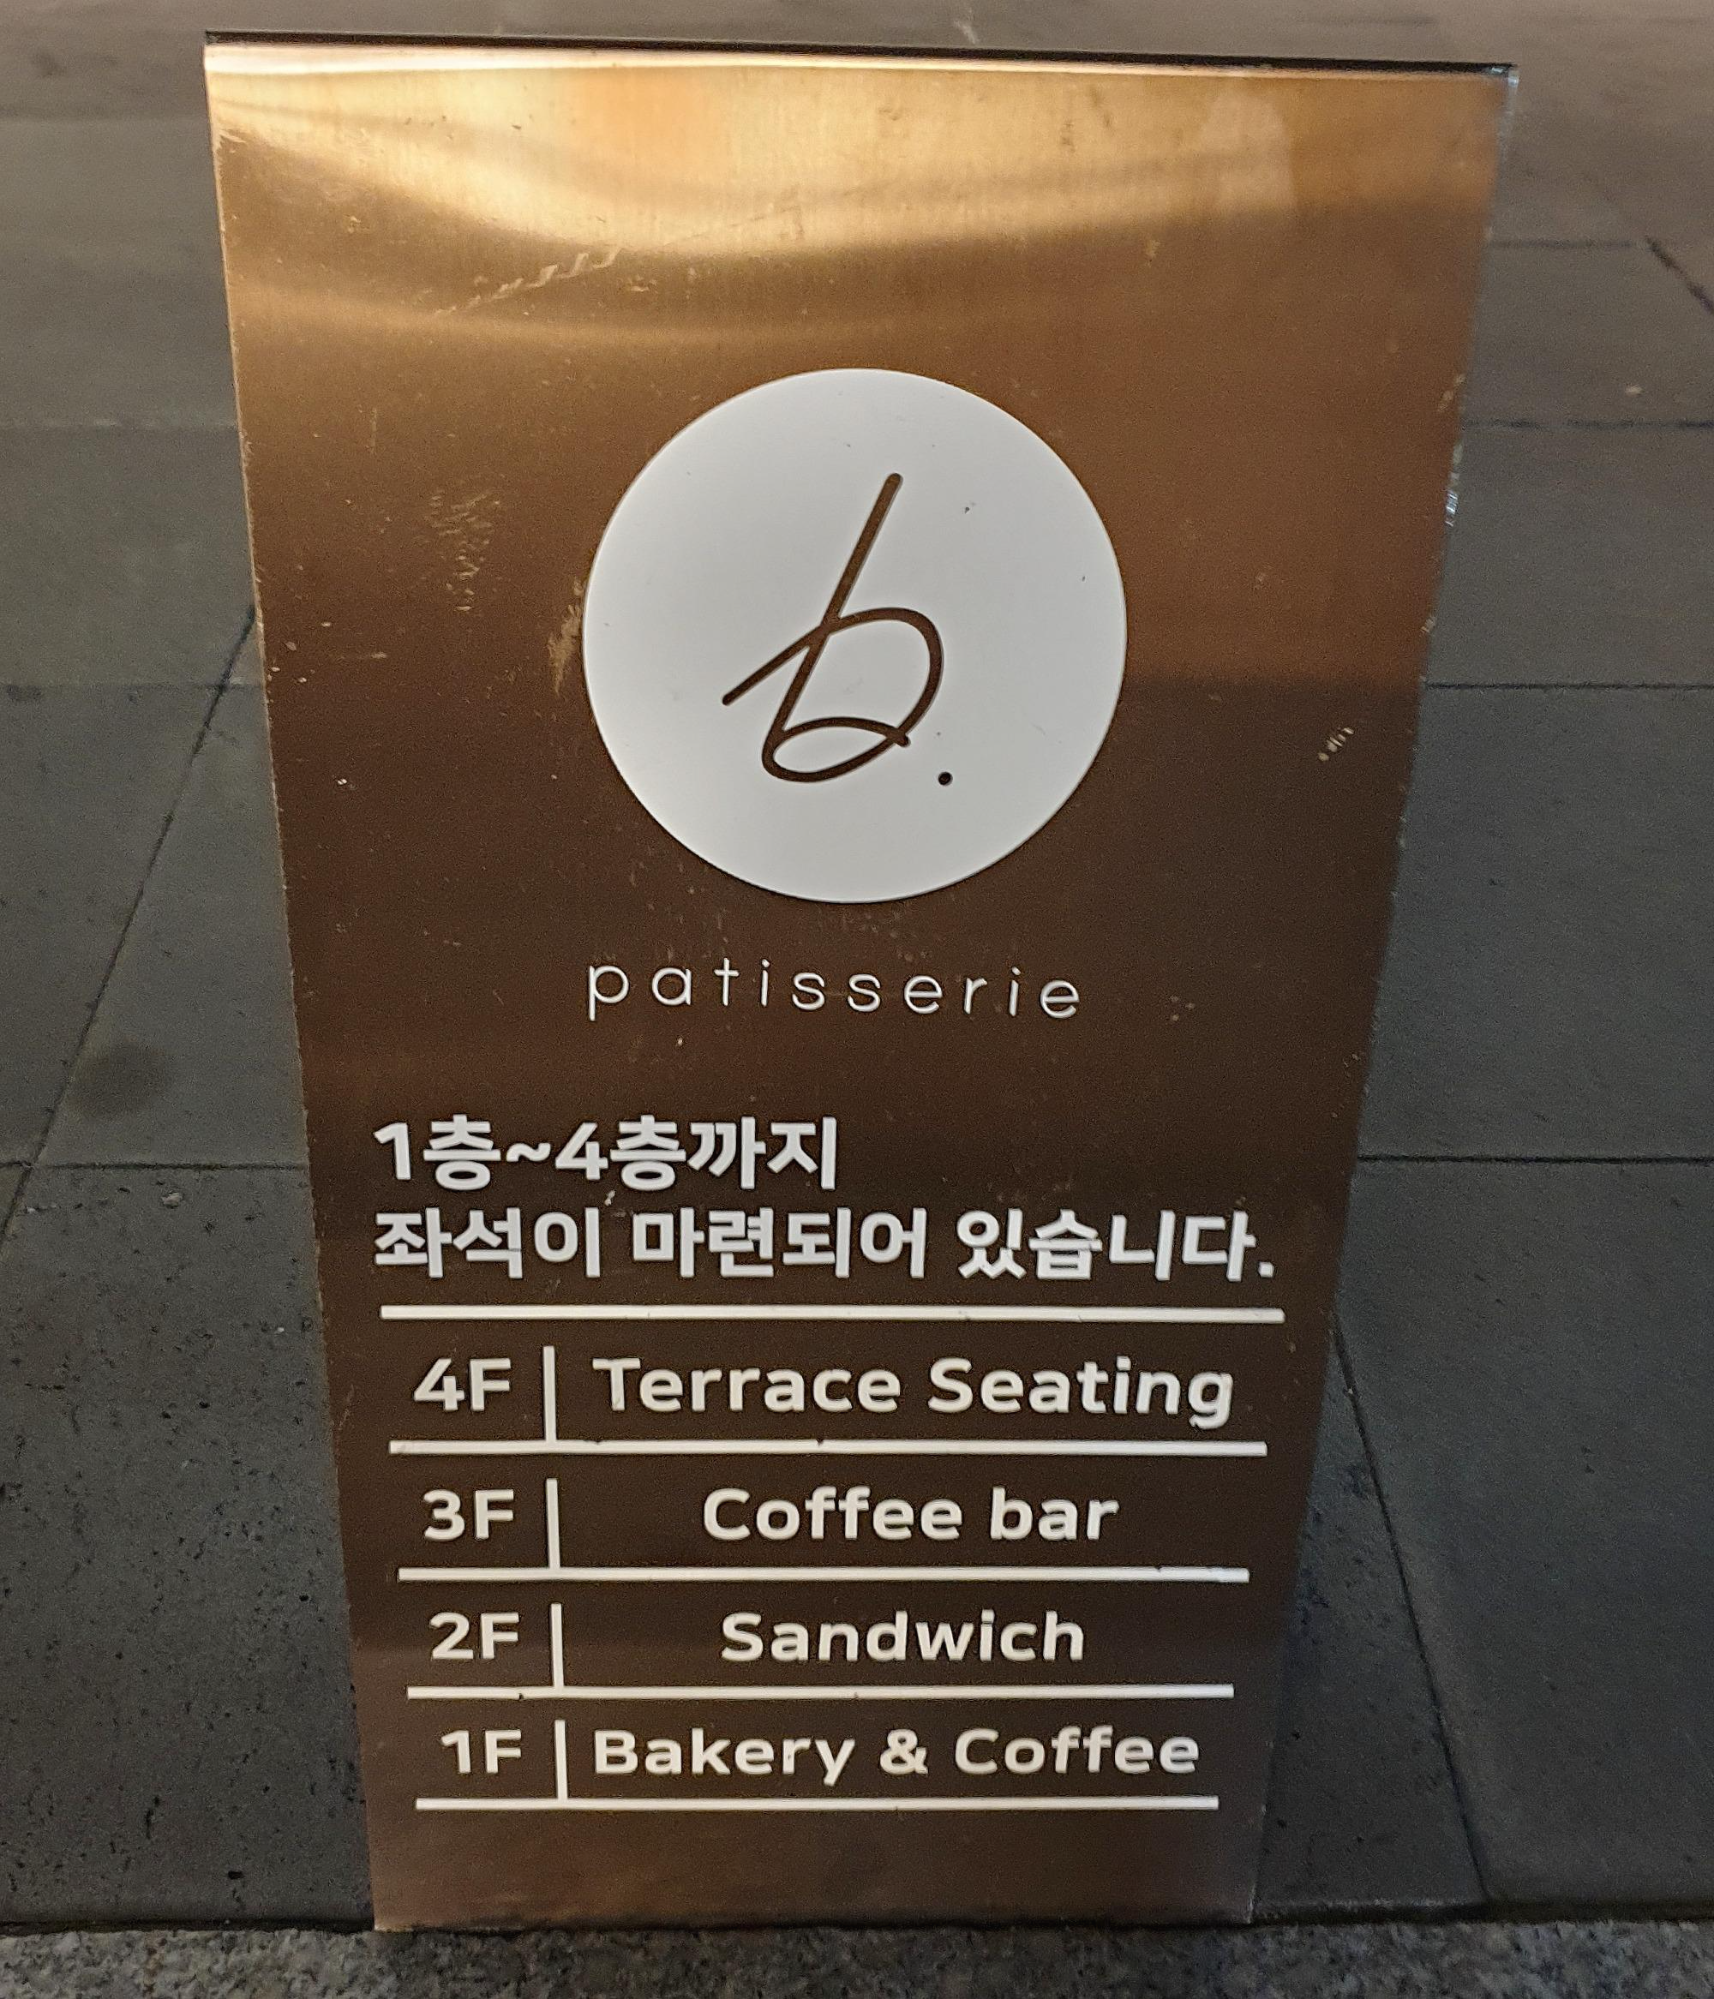 b.
patisserie
1층~4층까지
좌석이 마련되어 있습니다.
4F Terrace Seating
3F Coffee bar
2F Sandwich
1F Bakery & Coffee